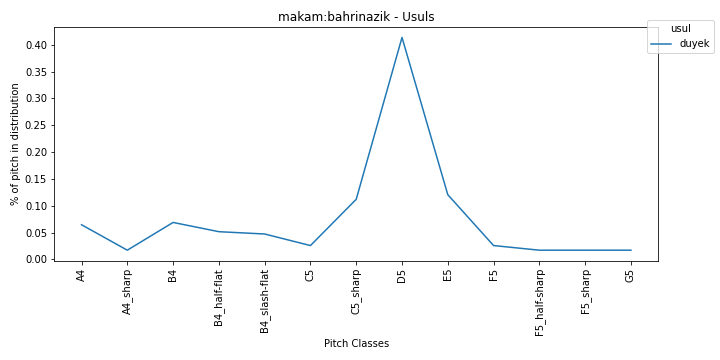 makam:bahrinazik - Usuls
usul
duyek
% of pitch in distribution
0.40
0.35
0.30
0.25
0.20
0.15
0.10
0.05
0.00
A4
A4_sharp
B4
B4_half-flat
B4_slash-flat
C5
C5_sharp
D5
E5
F5
F5_half-sharp
F5_sharp
G5
Pitch Classes